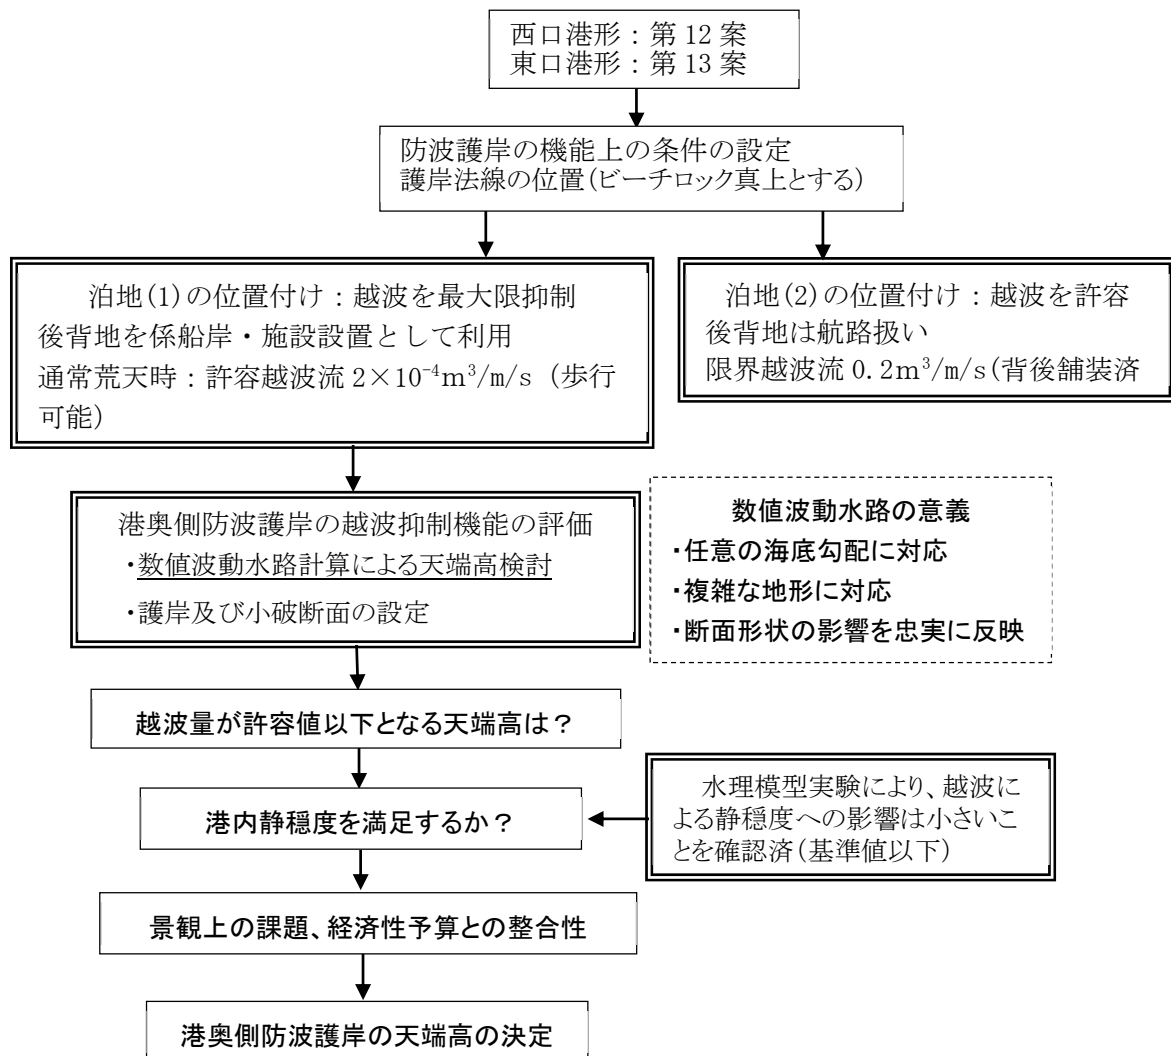 西口港形：第 12 案
東口港形：第 13 案
防波護岸の機能上の条件の設定
護岸法線の位置(ビーチロック真上とする)
泊地(1)の位置付け：越波を最大限抑制
後背地を係船岸・施設設置として利用
通常荒天時：許容越波流 2×10⁻⁴m³/m/s (歩行
可能)
泊地(2)の位置付け：越波を許容
後背地は航路扱い
限界越波流 0.2m³/m/s(背後舗装済
港奥側防波護岸の越波抑制機能の評価
・数値波動水路計算による天端高検討
・護岸及び小破断面の設定
数値波動水路の意義
・任意の海底勾配に対応
・複雑な地形に対応
・断面形状の影響を忠実に反映
越波量が許容値以下となる天端高は？
港内静穏度を満足するか？
水理模型実験により、越波に
よる静穏度への影響は小さいこ
とを確認済(基準値以下)
景観上の課題、経済性予算との整合性
港奥側防波護岸の天端高の決定